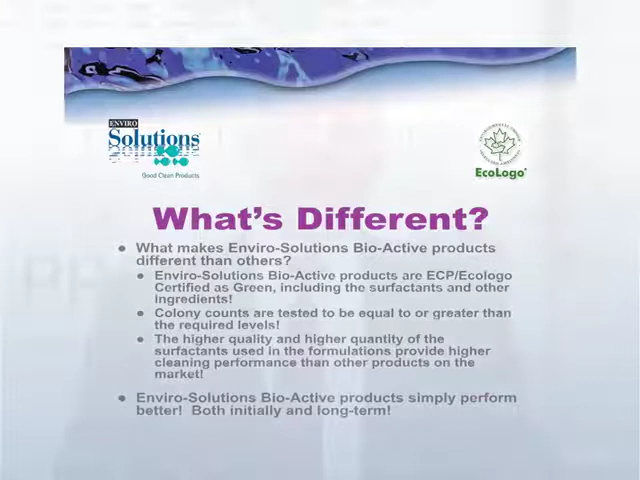 ENVIRO
Solutions
Good Clean Products
EcoLogo
What's Different?
• What makes Enviro-Solutions Bio-Active products
different than others?
• Enviro-Solutions Bio-Active products are ECP/Ecologo
Certified as Green, including the surfactants and other
ingredients!
• Colony counts are tested to be equal to or greater than
the required levels!
• The higher quality and higher quantity of the
surfactants used in the formulations provide higher
cleaning performance than other products on the
market!
• Enviro-Solutions Bio-Active products simply perform
better! Both initially and long-term!